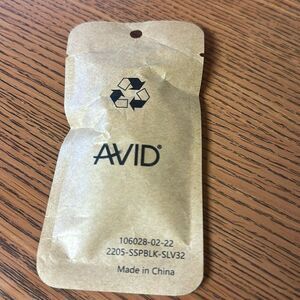 AVID®
106028-02-22
2205-SSPBLK-SLV32
Made in China